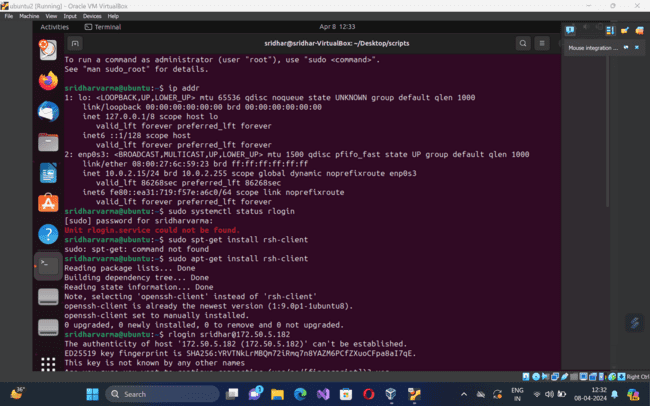 ubuntu2 [Running] - Oracle VM VirtualBox
File Machine View Input Devices Help
Activities Terminal Apr 8 12:33
sridhar@sridhar-VirtualBox: ~/Desktop/scripts
Mouse integration ...
To run a command as administrator (user "root"), use "sudo <command>".
See "man sudo_root" for details.
sridharvarma@ubuntu:~$ ip addr
1: lo: <LOOPBACK,UP,LOWER_UP> mtu 65536 qdisc noqueue state UNKNOWN group default qlen 1000
link/loopback 00:00:00:00:00:00 brd 00:00:00:00:00:00
inet 127.0.0.1/8 scope host lo
valid_lft forever preferred_lft forever
inet6 ::1/128 scope host
valid_lft forever preferred_lft forever
2: enp0s3: <BROADCAST,MULTICAST,UP,LOWER_UP> mtu 1500 qdisc pfifo_fast state UP group default qlen 1000
link/ether 08:00:27:6c:59:23 brd ff:ff:ff:ff:ff:ff
inet 10.0.2.15/24 brd 10.0.2.255 scope global dynamic noprefixroute enp0s3
valid_lft 86268sec preferred_lft 86268sec
inet6 fe80::ea31:719:f57e:a6c0/64 scope link noprefixroute
valid_lft forever preferred_lft forever
sridharvarma@ubuntu:~$ sudo systemctl status rlogin
[sudo] password for sridharvarma:
Unit rlogin.service could not be found.
sridharvarma@ubuntu:~$ sudo spt-get install rsh-client
sudo: spt-get: command not found
sridharvarma@ubuntu:~$ sudo apt-get install rsh-client
Reading package lists... Done
Building dependency tree... Done
Reading state information... Done
Note, selecting 'openssh-client' instead of 'rsh-client'
openssh-client is already the newest version (1:9.0p1-1ubuntu8).
openssh-client set to manually installed.
0 upgraded, 0 newly installed, 0 to remove and 0 not upgraded.
sridharvarma@ubuntu:~$ rlogin sridhar@172.50.5.182
The authenticity of host '172.50.5.182 (172.50.5.182)' can't be established.
ED25519 key fingerprint is SHA256:YRVTNkLrMBQm72iRmq7n8YAZM6PCfZXuoCFpa8aI7qE.
This key is not known by any other names
Right Ctrl
36°
Search
ENG
IN
12:32
08-04-2024